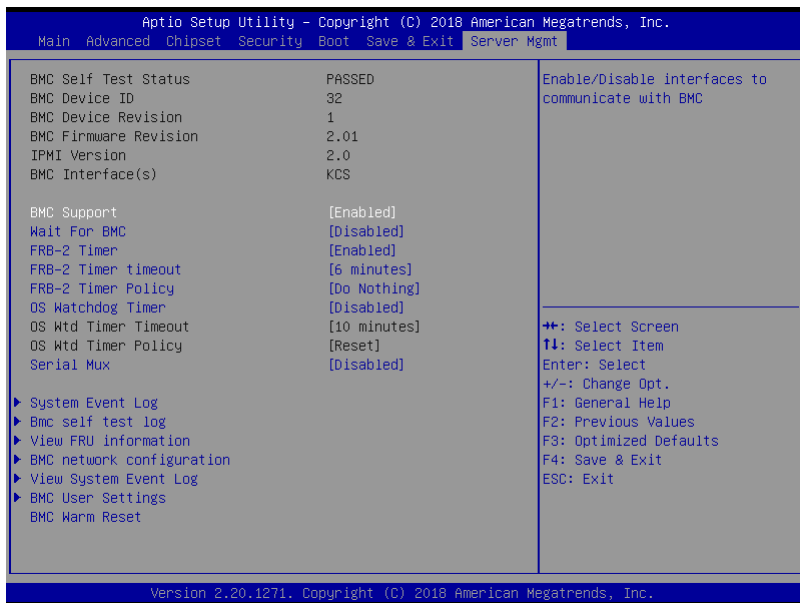 Aptio Setup Utility – Copyright (C) 2018 American Megatrends, Inc.
Main Advanced Chipset Security Boot Save & Exit Server Mgmt
BMC Self Test Status PASSED
BMC Device ID 32
BMC Device Revision 1
BMC Firmware Revision 2.01
IPMI Version 2.0
BMC Interface(s) KCS
BMC Support [Enabled]
Wait For BMC [Disabled]
FRB-2 Timer [Enabled]
FRB-2 Timer timeout [6 minutes]
FRB-2 Timer Policy [Do Nothing]
OS Watchdog Timer [Disabled]
OS Wtd Timer Timeout [10 minutes]
OS Wtd Timer Policy [Reset]
Serial Mux [Disabled]
System Event Log
Bmc self test log
View FRU information
BMC network configuration
View System Event Log
BMC User Settings
BMC Warm Reset
Enable/Disable interfaces to
communicate with BMC
→←: Select Screen
↑↓: Select Item
Enter: Select
+/-: Change Opt.
F1: General Help
F2: Previous Values
F3: Optimized Defaults
F4: Save & Exit
ESC: Exit
Version 2.20.1271. Copyright (C) 2018 American Megatrends, Inc.